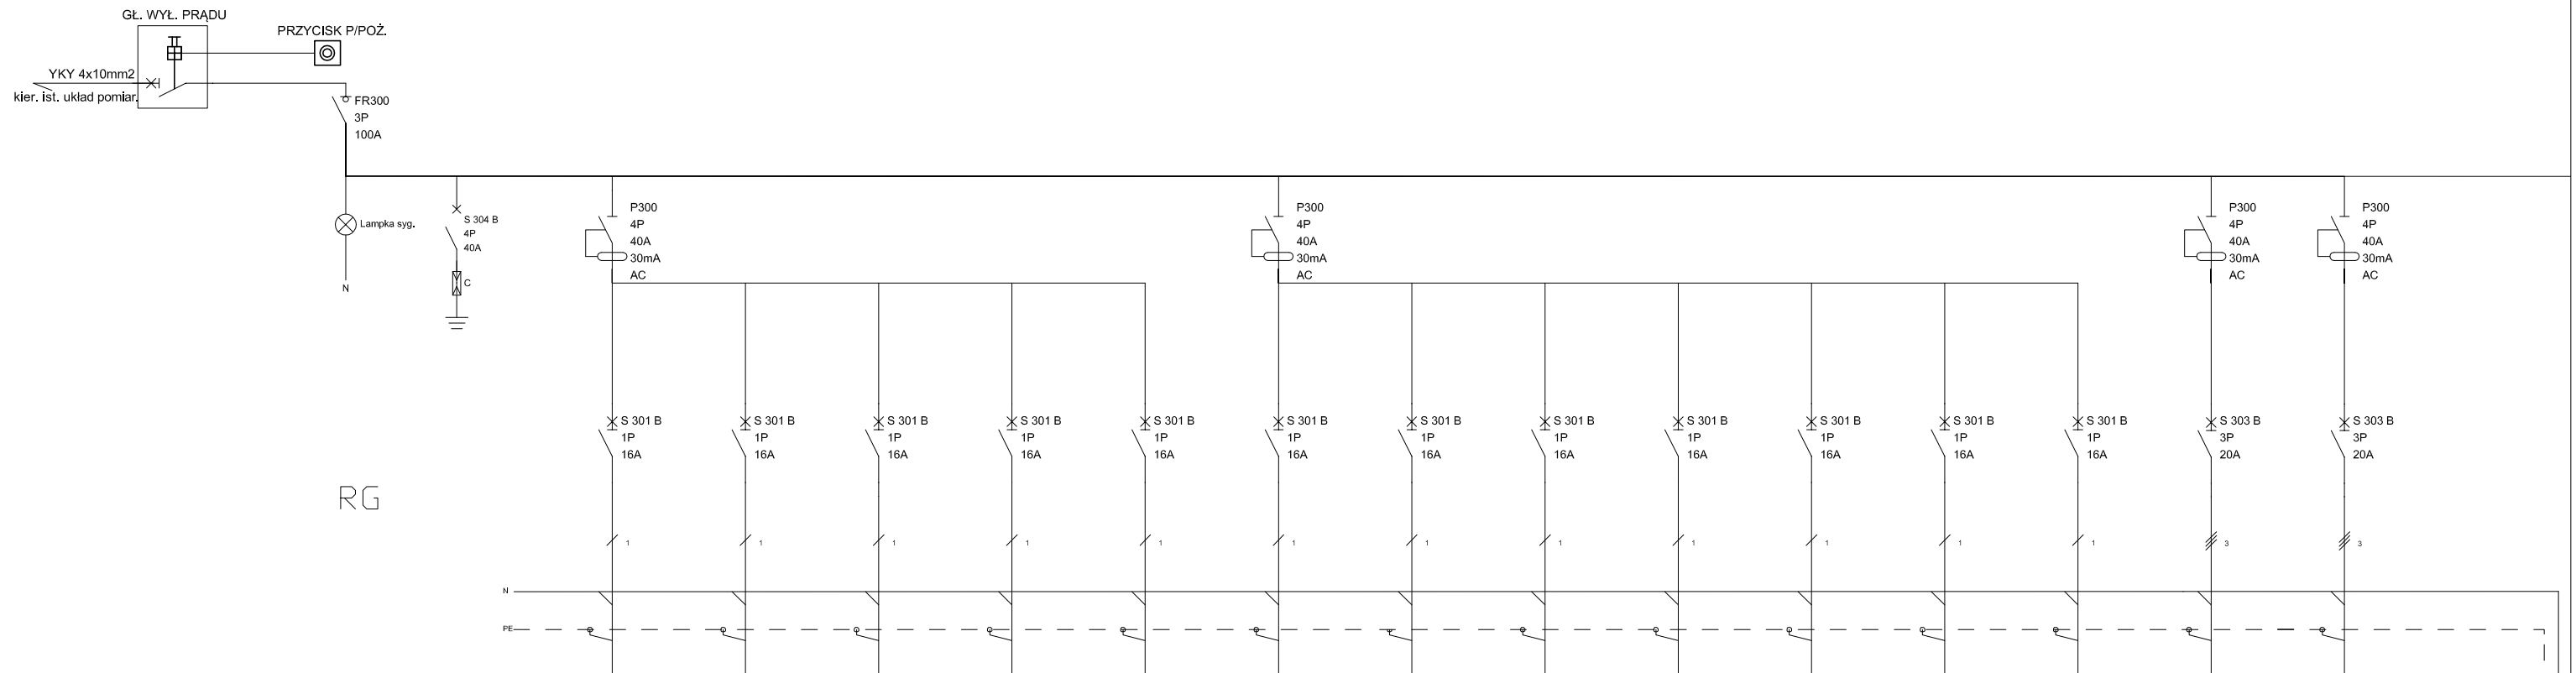 GŁ. WYŁ. PRĄDU
PRZYCISK P/POŻ.
YKY 4x10mm2
kier. ist. układ pomiar.
FR300
3P
100A
Lampka syg.
N
S 304 B
4P
40A
C
P300
4P
40A
30mA
AC
P300
4P
40A
30mA
AC
P300
4P
40A
30mA
AC
P300
4P
40A
30mA
AC
S 301 B
1P
16A
S 301 B
1P
16A
S 301 B
1P
16A
S 301 B
1P
16A
S 301 B
1P
16A
S 301 B
1P
16A
S 301 B
1P
16A
S 301 B
1P
16A
S 301 B
1P
16A
S 301 B
1P
16A
S 301 B
1P
16A
S 301 B
1P
16A
S 303 B
3P
20A
S 303 B
3P
20A
RG
1
1
1
1
1
1
1
1
1
1
1
1
3
3
N
PE